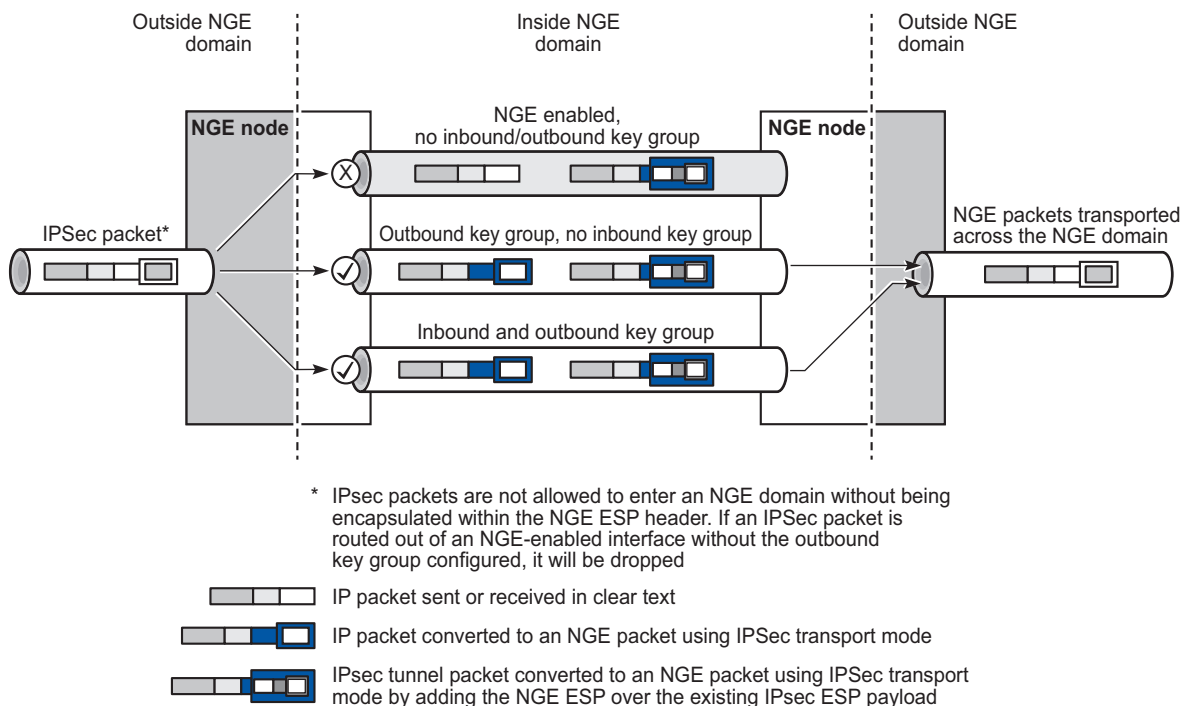 Outside NGE
domain
Inside NGE
domain
Outside NGE
domain
NGE node
NGE enabled,
no inbound/outbound key group
NGE node
X
IPSec packet*
Outbound key group, no inbound key group
NGE packets transported
across the NGE domain
Inbound and outbound key group
* IPsec packets are not allowed to enter an NGE domain without being
encapsulated within the NGE ESP header. If an IPSec packet is
routed out of an NGE-enabled interface without the outbound
key group configured, it will be dropped
IP packet sent or received in clear text
IP packet converted to an NGE packet using IPSec transport mode
IPsec tunnel packet converted to an NGE packet using IPSec transport
mode by adding the NGE ESP over the existing IPsec ESP payload